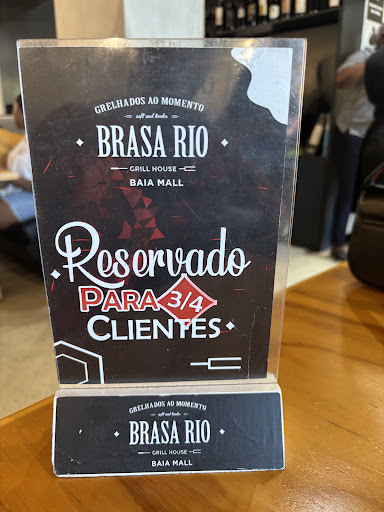 GRELHADOS AO MOMENTO
BRASA RIO
GRILL HOUSE
BAIA MALL
Reservado
PARA 3/4
CLIENTES
GRELHADOS AO MOMENTO
BRASA RIO
GRILL HOUSE
BAIA MALL